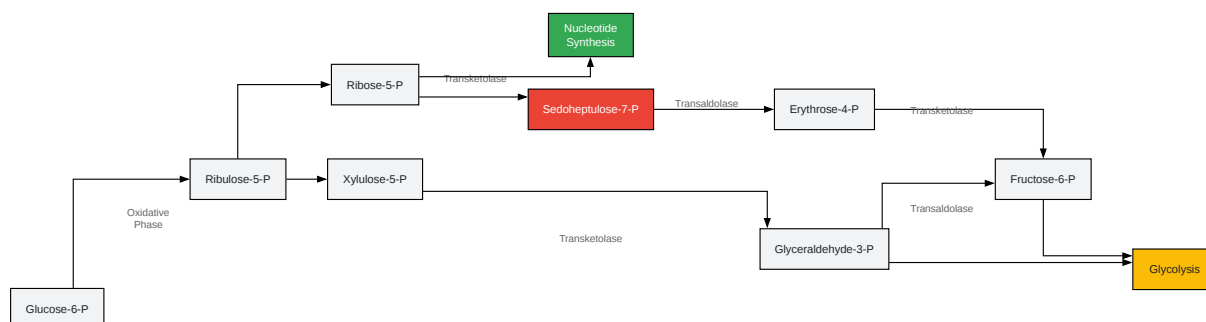 Nucleotide
Synthesis
Ribose-5-P
Transketolase
Sedoheptulose-7-P
Transaldolase
Erythrose-4-P
Transketolase
Ribulose-5-P
Xylulose-5-P
Fructose-6-P
Oxidative
Phase
Transaldolase
Transketolase
Glyceraldehyde-3-P
Glycolysis
Glucose-6-P